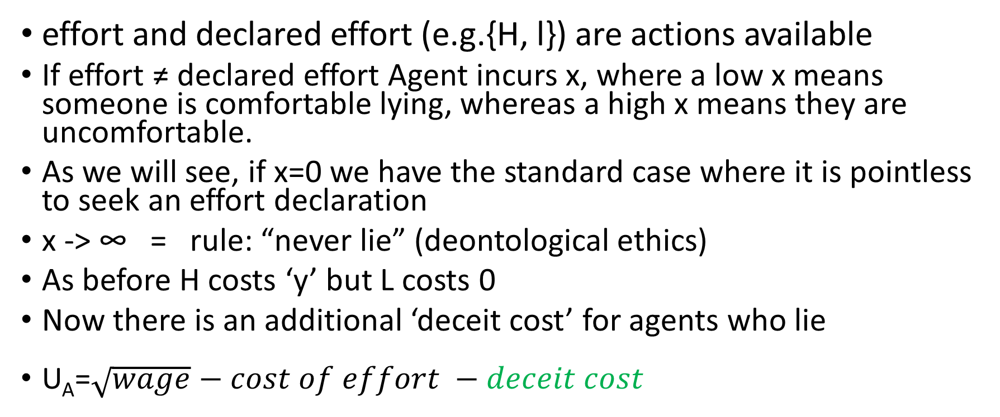 • effort and declared effort (e.g.{H, l}) are actions available
• If effort ≠ declared effort Agent incurs x, where a low x means
someone is comfortable lying, whereas a high x means they are
uncomfortable.
• As we will see, if x=0 we have the standard case where it is pointless
to seek an effort declaration
• x -> ∞ = rule: “never lie” (deontological ethics)
• As before H costs ‘y’ but L costs 0
• Now there is an additional ‘deceit cost’ for agents who lie
• U_A=√wage − cost of effort − deceit cost